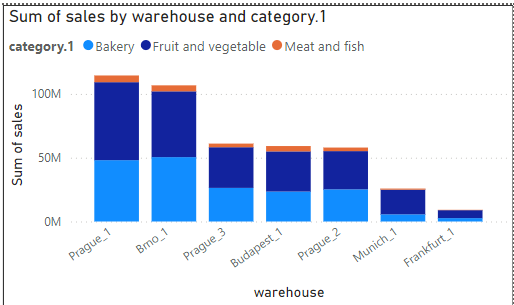 Sum of sales by warehouse and category.1
category.1 Bakery Fruit and vegetable Meat and fish
Sum of sales
100M
50M
0M
Prague_1 Brno_1 Prague_3 Budapest_1 Prague_2 Munich_1 Frankfurt_1
warehouse